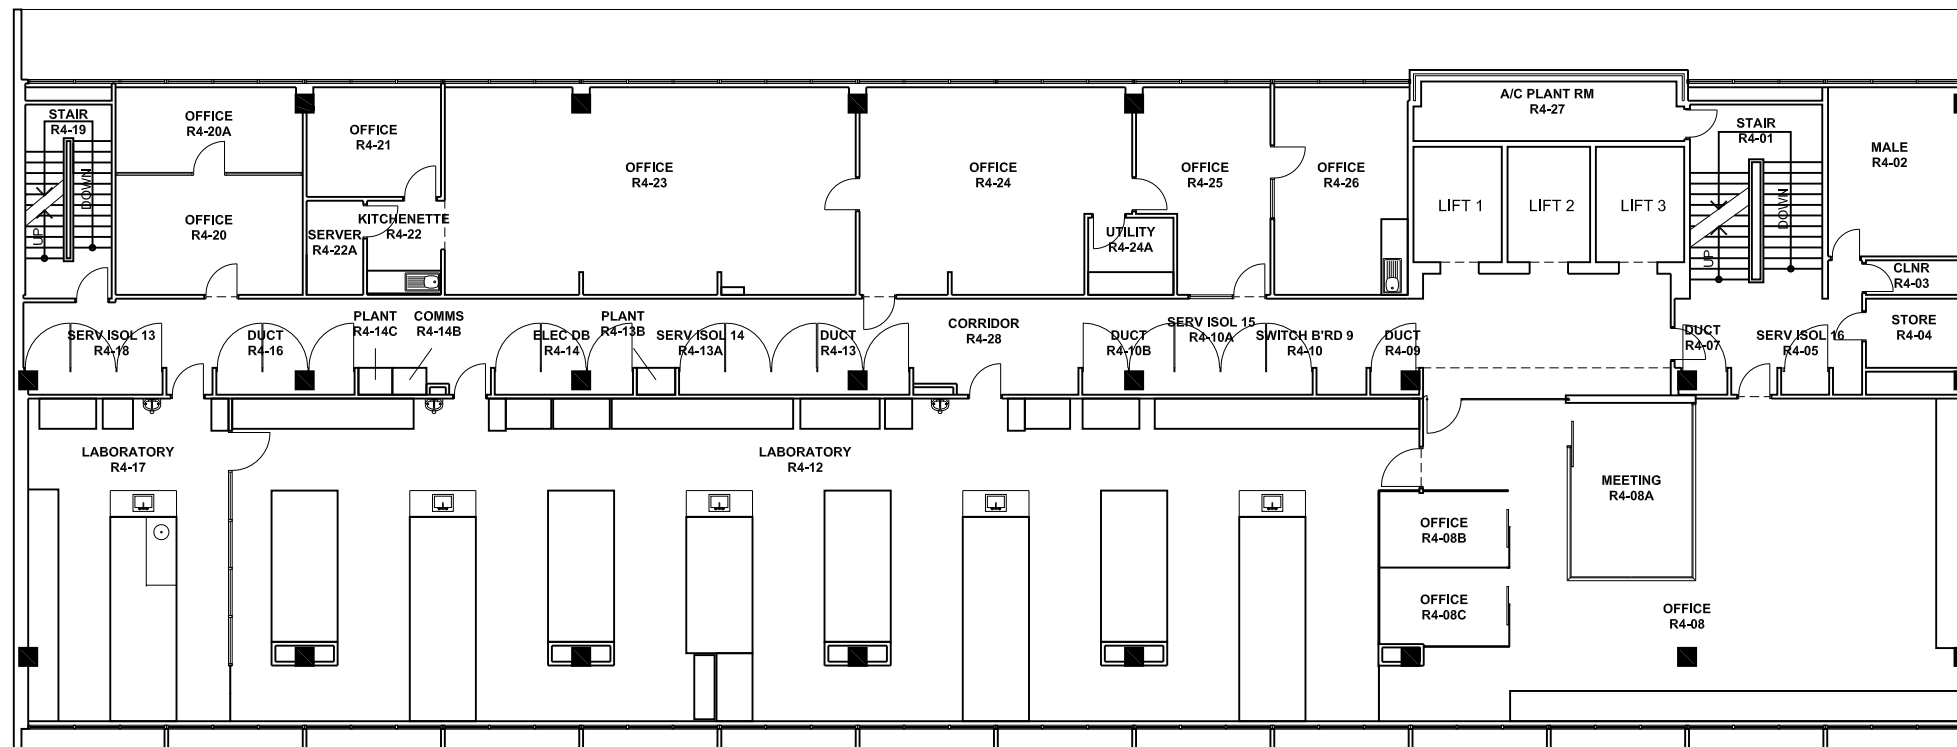 A/C PLANT RM
R4-27
STAIR
R4-19
OFFICE
R4-20A
OFFICE
R4-21
STAIR
R4-01
MALE
R4-02
OFFICE
R4-23
OFFICE
R4-24
OFFICE
R4-25
OFFICE
R4-26
DOWN
UP
OFFICE
R4-20
KITCHENETTE
R4-22
SERVER
R4-22A
UTILITY
R4-24A
LIFT 1
LIFT 2
LIFT 3
DOWN
UP
CLNR
R4-03
STORE
R4-04
SERV ISOL 13
R4-18
DUCT
R4-16
PLANT
R4-14C
COMMS
R4-14B
ELEC DB
R4-14
PLANT
R4-13B
SERV ISOL 14
R4-13A
DUCT
R4-13
CORRIDOR
R4-28
DUCT
R4-10B
SERV ISOL 15
R4-10A
SWITCH B'RD 9
R4-10
DUCT
R4-09
DUCT
R4-07
SERV ISOL 16
R4-05
LABORATORY
R4-17
LABORATORY
R4-12
MEETING
R4-08A
OFFICE
R4-08B
OFFICE
R4-08C
OFFICE
R4-08